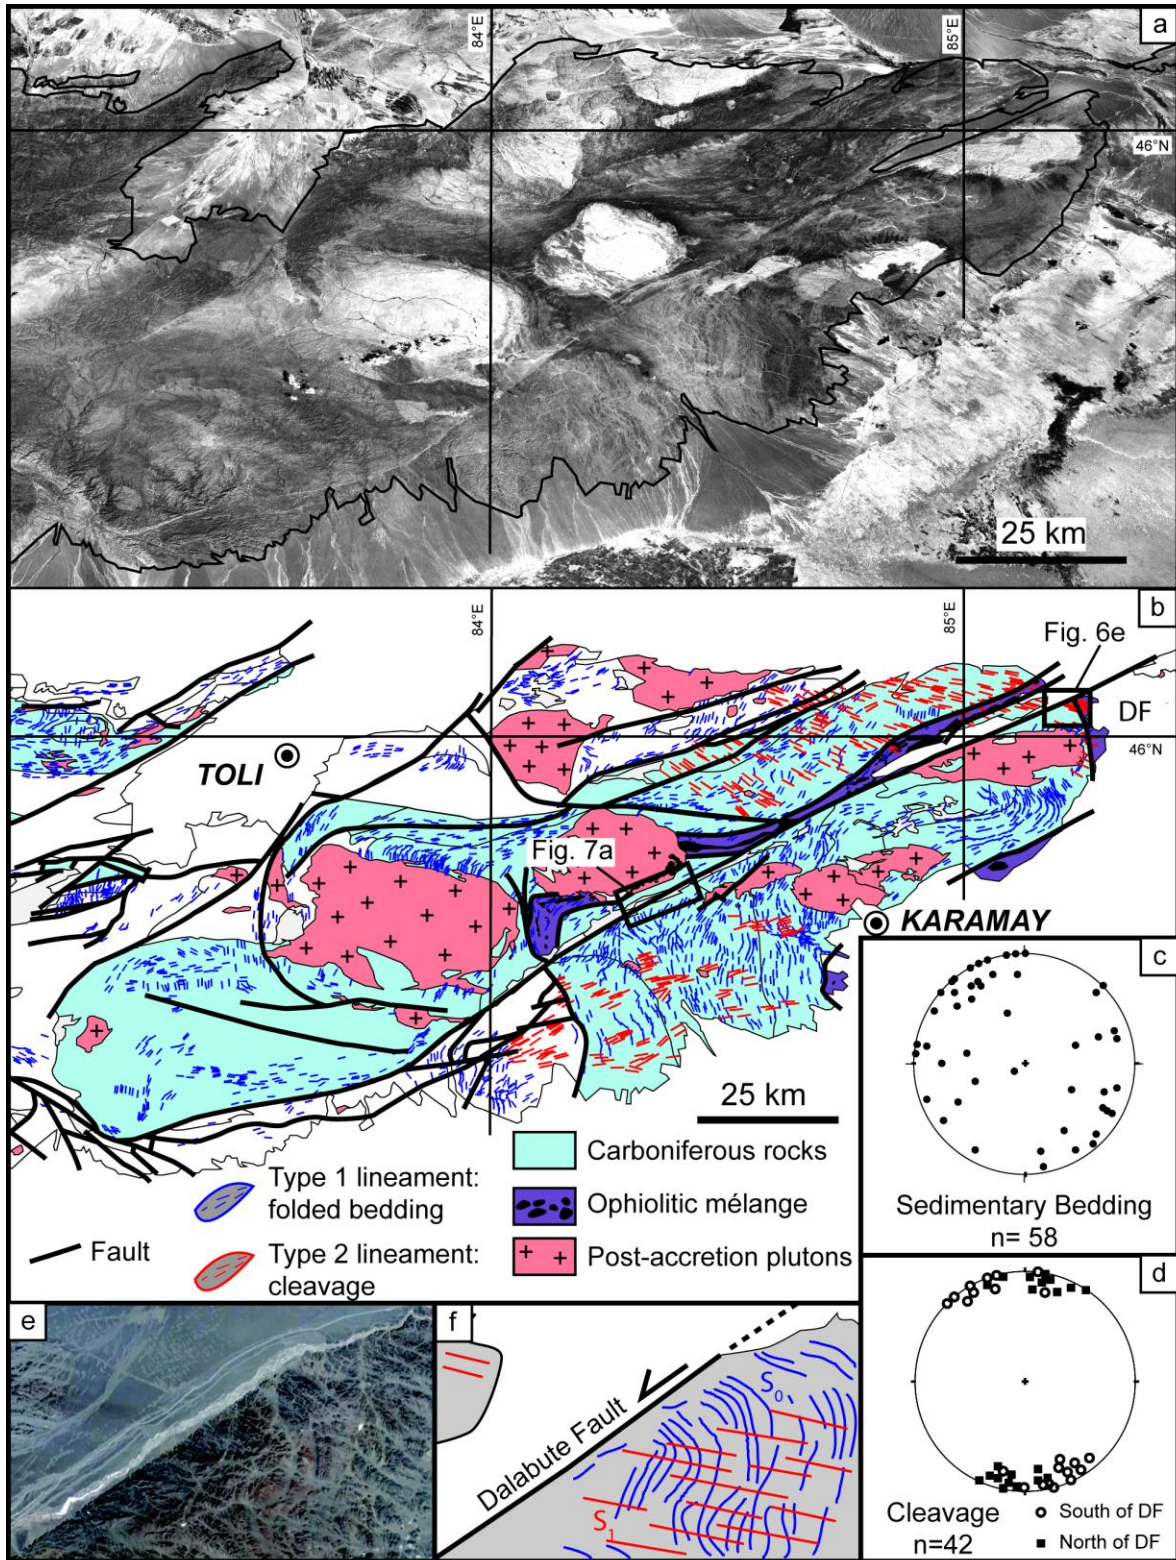 a
84°E
85°E
46°N
25 km
b
84°E
85°E
Fig. 6e
DF
46°N
TOLI
Fig. 7a
KARAMAY
25 km
Carboniferous rocks
Type 1 lineament:
folded bedding
Ophiolitic mélange
Fault
Type 2 lineament:
cleavage
Post-accretion plutons
c
Sedimentary Bedding
n= 58
d
Cleavage
n=42
South of DF
North of DF
e
f
Dalabute Fault
S0
S1